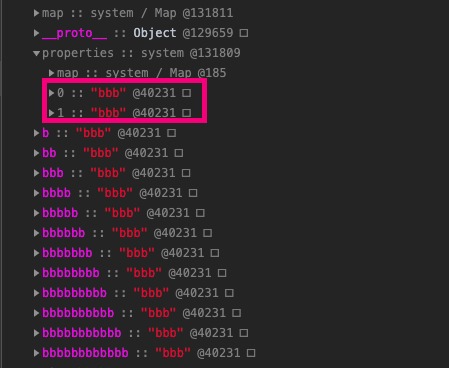 map :: system / Map @131811
__proto__ :: Object @129659
properties :: system @131809
map :: system / Map @185
0 :: "bbb" @40231
1 :: "bbb" @40231
b :: "bbb" @40231
bb :: "bbb" @40231
bbb :: "bbb" @40231
bbbb :: "bbb" @40231
bbbbb :: "bbb" @40231
bbbbbb :: "bbb" @40231
bbbbbbb :: "bbb" @40231
bbbbbbbb :: "bbb" @40231
bbbbbbbbb :: "bbb" @40231
bbbbbbbbbb :: "bbb" @40231
bbbbbbbbbbb :: "bbb" @40231
bbbbbbbbbbbb :: "bbb" @40231